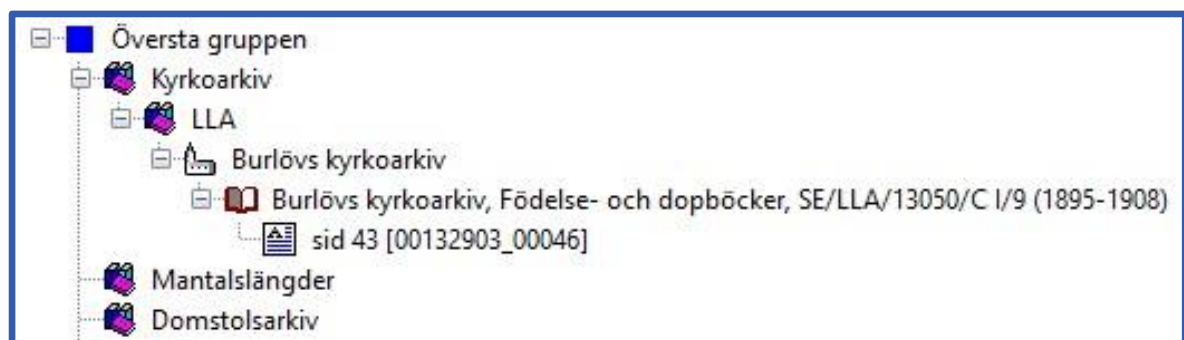 Översta gruppen
Kyrkoarkiv
LLA
Burlövs kyrkoarkiv
Burlövs kyrkoarkiv, Födelse- och dopböcker, SE/LLA/13050/C I/9 (1895-1908)
sid 43 [00132903_00046]
Mantalslängder
Domstolsarkiv